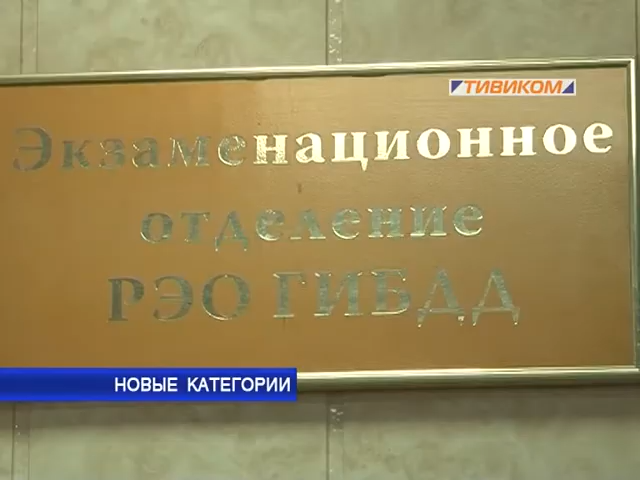 ТИВИКОМ
Экзаменационное
отделение
РЭО ГИБДД
НОВЫЕ КАТЕГОРИИ